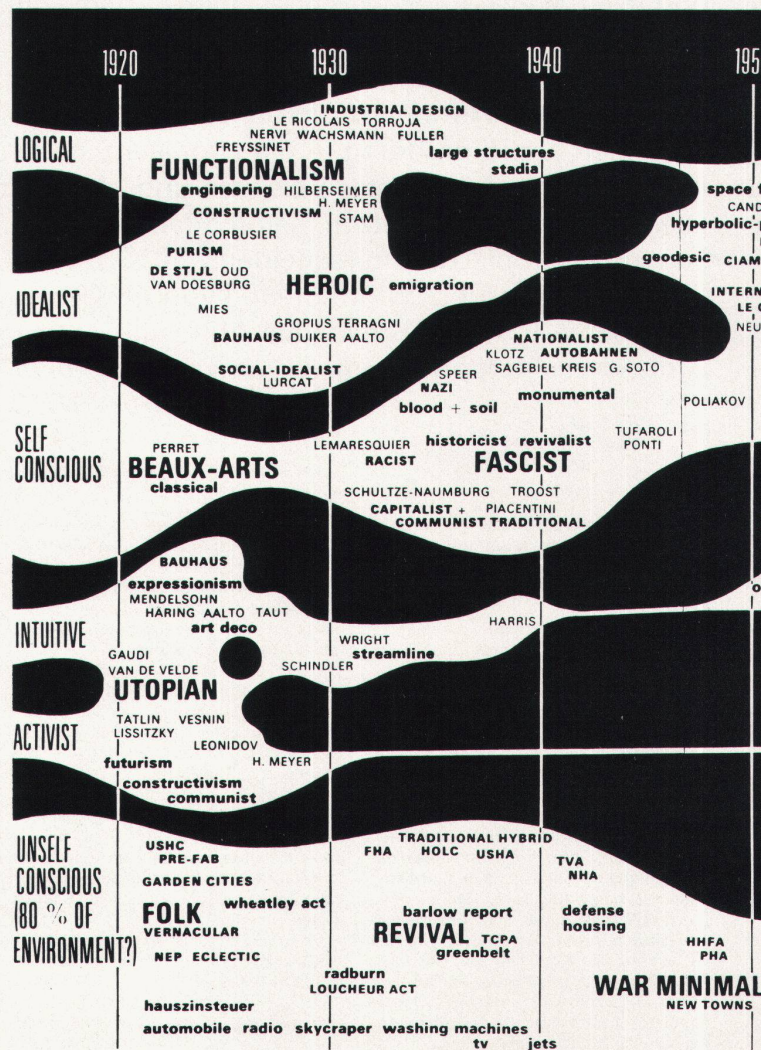 1920 1930 1940 195
INDUSTRIAL DESIGN
LE RICOLAIS TORROJA
NERVI WACHSMANN FULLER
FREYSSINET
LOGICAL
large structures
stadia
FUNCTIONALISM
engineering HILBERSEIMER
H. MEYER
CONSTRUCTIVISM
STAM
space f
CAND
hyperbolic-p
LE CORBUSIER
PURISM
geodesic CIAM
DE STIJL OUD
VAN DOESBURG
HEROIC emigration
IDEALIST
MIES
INTERN
LE C
NEU
GROPIUS TERRAGNI
BAUHAUS DUIKER AALTO
NATIONALIST
KLOTZ AUTOBAHNEN
SAGEBIEL KREIS G. SOTO
SOCIAL-IDEALIST
LURCAT
SPEER
NAZI
monumental
blood + soil
POLIAKOV
SELF
CONSCIOUS
TUFAROLI
PONTI
PERRET
LEMARESQUIER historicist revivalist
BEAUX-ARTS
RACIST
FASCIST
classical
SCHULTZE-NAUMBURG TROOST
CAPITALIST + PIACENTINI
COMMUNIST TRADITIONAL
BAUHAUS
expressionism
MENDELSOHN
HARING AALTO TAUT
art deco
o
HARRIS
INTUITIVE
WRIGHT
streamline
GAUDI
VAN DE VELDE
SCHINDLER
UTOPIAN
TATLIN VESNIN
LISSITZKY
LEONIDOV
ACTIVIST
futurism
H. MEYER
constructivism
communist
UNSELF
CONSCIOUS
(80 % OF
ENVIRONMENT?)
USHC
PRE-FAB
TRADITIONAL HYBRID
FHA HOLC USHA
TVA
NHA
GARDEN CITIES
wheatley act
FOLK
VERNACULAR
barlow report
defense
housing
REVIVAL TCPA
greenbelt
NEP ECLECTIC
HHFA
PHA
radburn
LOUCHEUR ACT
WAR MINIMAL
NEW TOWNS
hauszinsteuer
automobile radio skycraper washing machines
tv jets